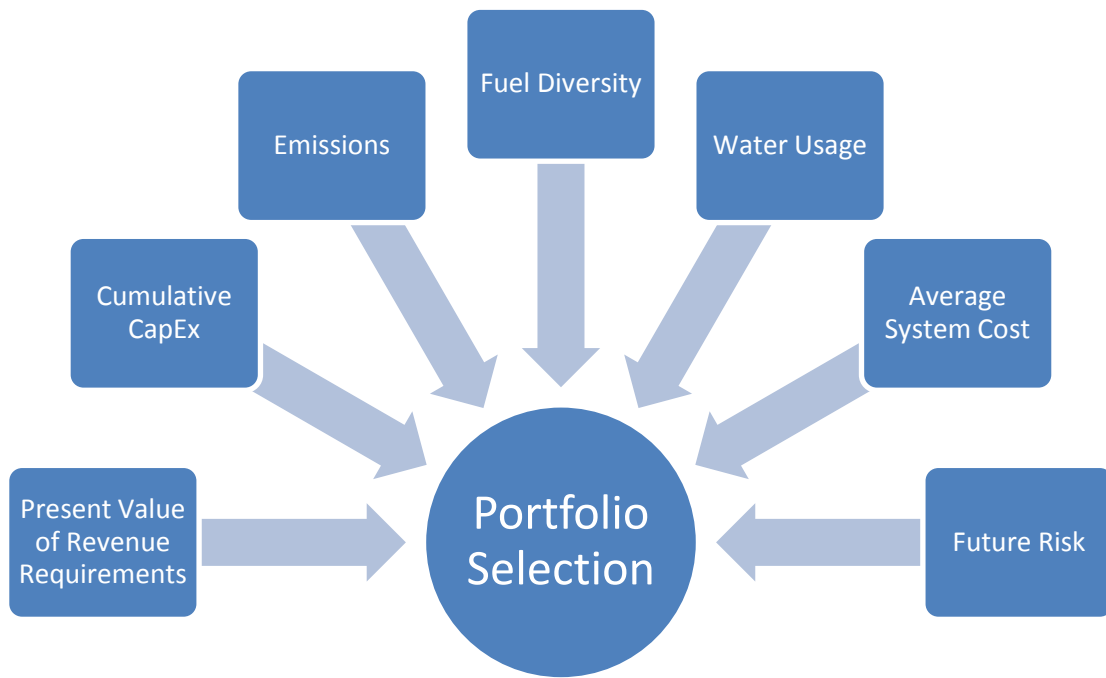 Fuel Diversity
Emissions
Water Usage
Cumulative
CapEx
Average
System Cost
Present Value
of Revenue
Requirements
Portfolio
Selection
Future Risk